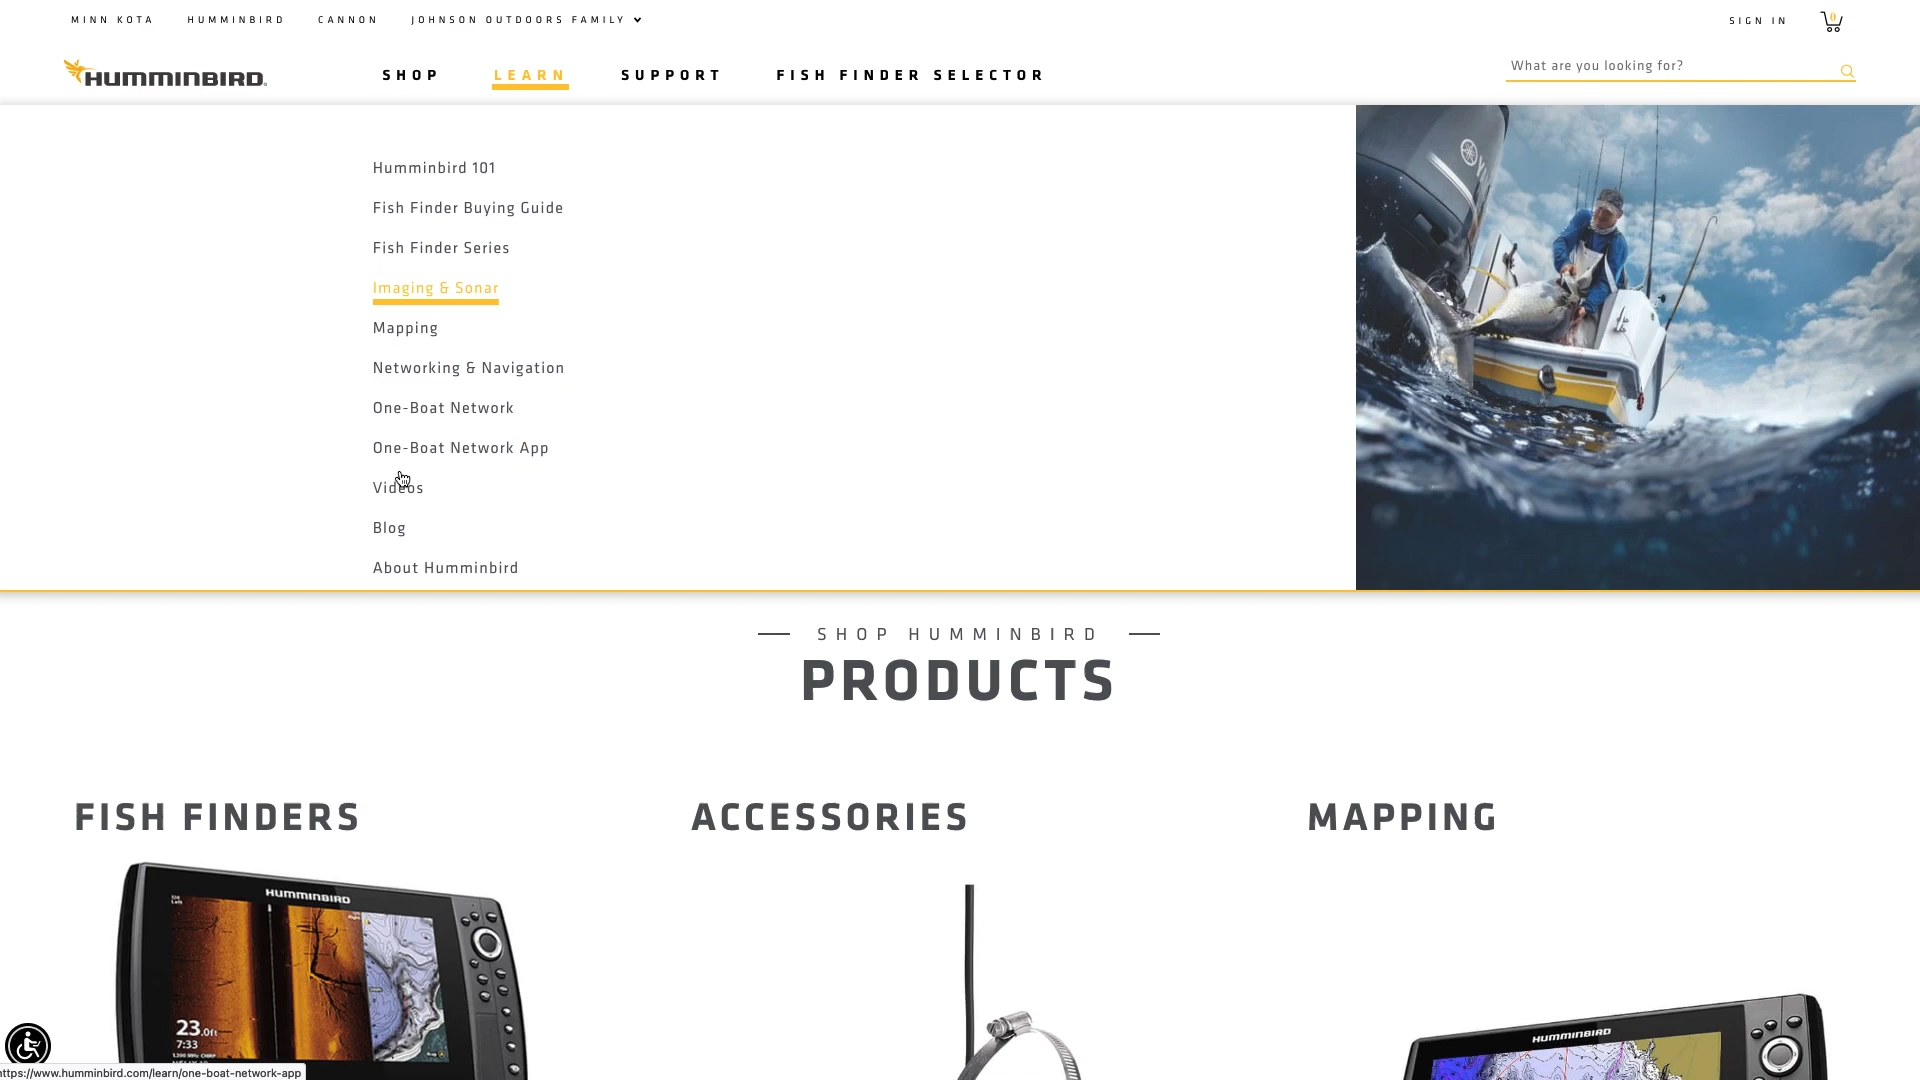 MINN KOTA HUMMINBIRD CANNON JOHNSON OUTDOORS FAMILY SIGN IN 0
HUMMINBIRD SHOP LEARN SUPPORT FISH FINDER SELECTOR What are you looking for?
Humminbird 101
Fish Finder Buying Guide
Fish Finder Series
Imaging & Sonar
Mapping
Networking & Navigation
One-Boat Network
One-Boat Network App
Videos
Blog
About Humminbird
SHOP HUMMINBIRD
PRODUCTS
FISH FINDERS ACCESSORIES MAPPING
HUMMINBIRD
23.0ft
7:33
HUMMINBIRD
https://www.humminbird.com/learn/one-boat-network-app